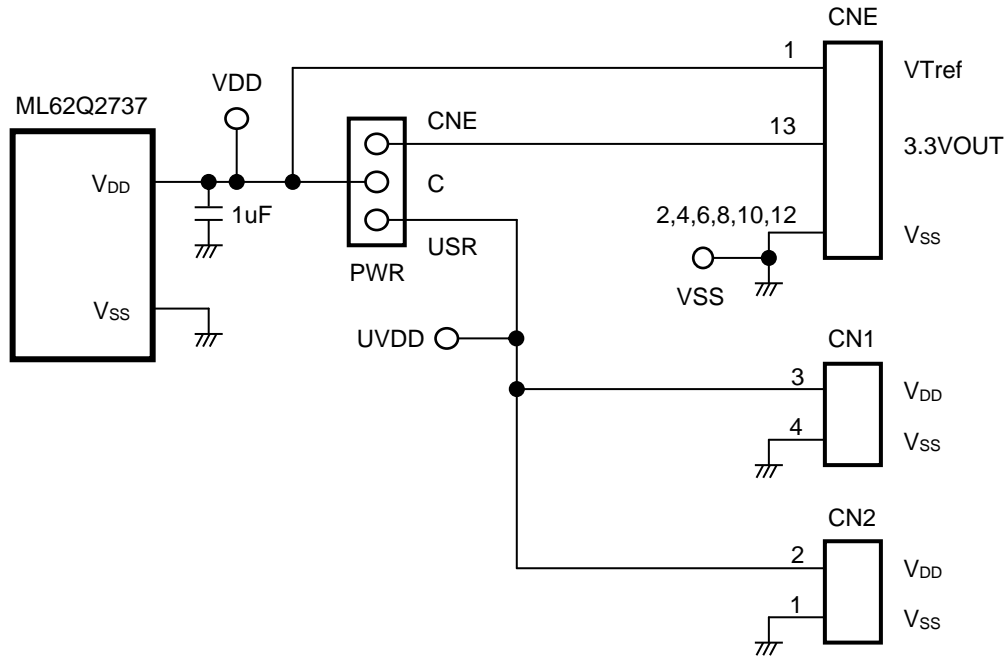 CNE
1
VTref
VDD
ML62Q2737
CNE
13
3.3VOUT
VDD
C
1uF
2,4,6,8,10,12
VSS
USR
PWR
VSS
VSS
UVDD
CN1
3
VDD
4
VSS
CN2
2
VDD
1
VSS